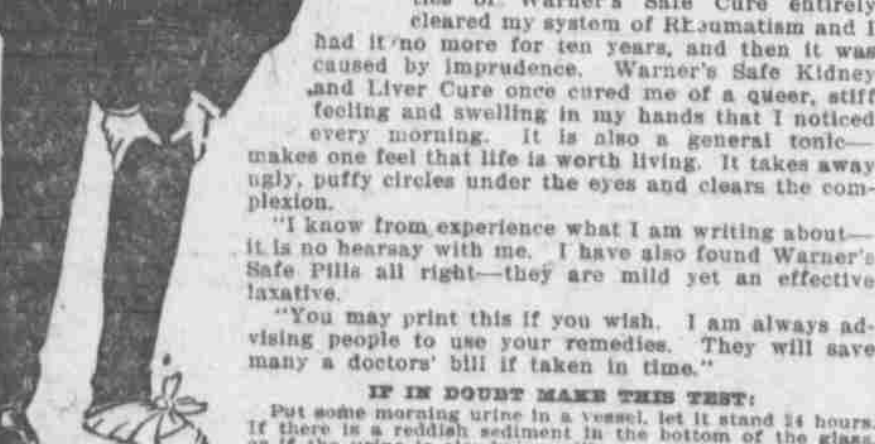 ties of Warner's Safe Cure entirely
cleared my system of Rheumatism and I
had it no more for ten years, and then it was
caused by imprudence. Warner's Safe Kidney
and Liver Cure once cured me of a queer, stiff
feeling and swelling in my hands that I noticed
every morning. It is also a general tonic—
makes one feel that life is worth living. It takes away
ugly, puffy circles under the eyes and clears the com-
plexion.
"I know from experience what I am writing about—
it is no hearsay with me. I have also found Warner's
Safe Pills all right—they are mild yet an effective
laxative.
"You may print this if you wish. I am always ad-
vising people to use your remedies. They will save
many a doctors' bill if taken in time."
IF IN DOUBT MAKE THIS TEST:
Put some morning urine in a vessel, let it stand 24 hours.
If there is a reddish sediment in the bottom of the glass,